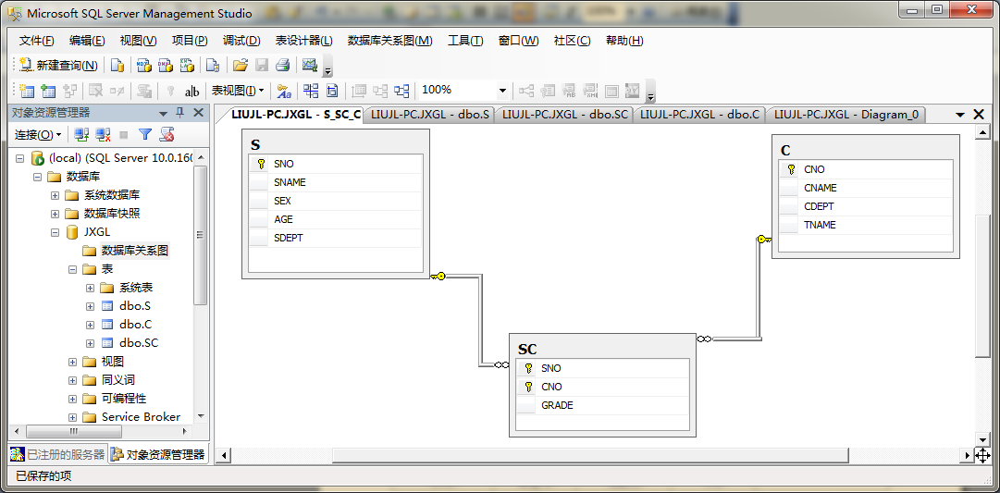 Microsoft SQL Server Management Studio
文件(F) 编辑(E) 视图(V) 项目(P) 调试(D) 表设计器(L) 数据库关系图(M) 工具(T) 窗口(W) 社区(C) 帮助(H)
新建查询(N)
表视图(I) 100%
对象资源管理器
LIUJL-PC.JXGL - S_SC_C LIUJL-PC.JXGL - dbo.S LIUJL-PC.JXGL - dbo.SC LIUJL-PC.JXGL - dbo.C LIUJL-PC.JXGL - Diagram_0
连接(O)
(local) (SQL Server 10.0.160
数据库
系统数据库
数据库快照
JXGL
数据库关系图
表
系统表
dbo.S
dbo.C
dbo.SC
视图
同义词
可编程性
Service Broker
已注册的服务器 对象资源管理器
S
SNO
SNAME
SEX
AGE
SDEPT
C
CNO
CNAME
CDEPT
TNAME
SC
SNO
CNO
GRADE
已保存的项